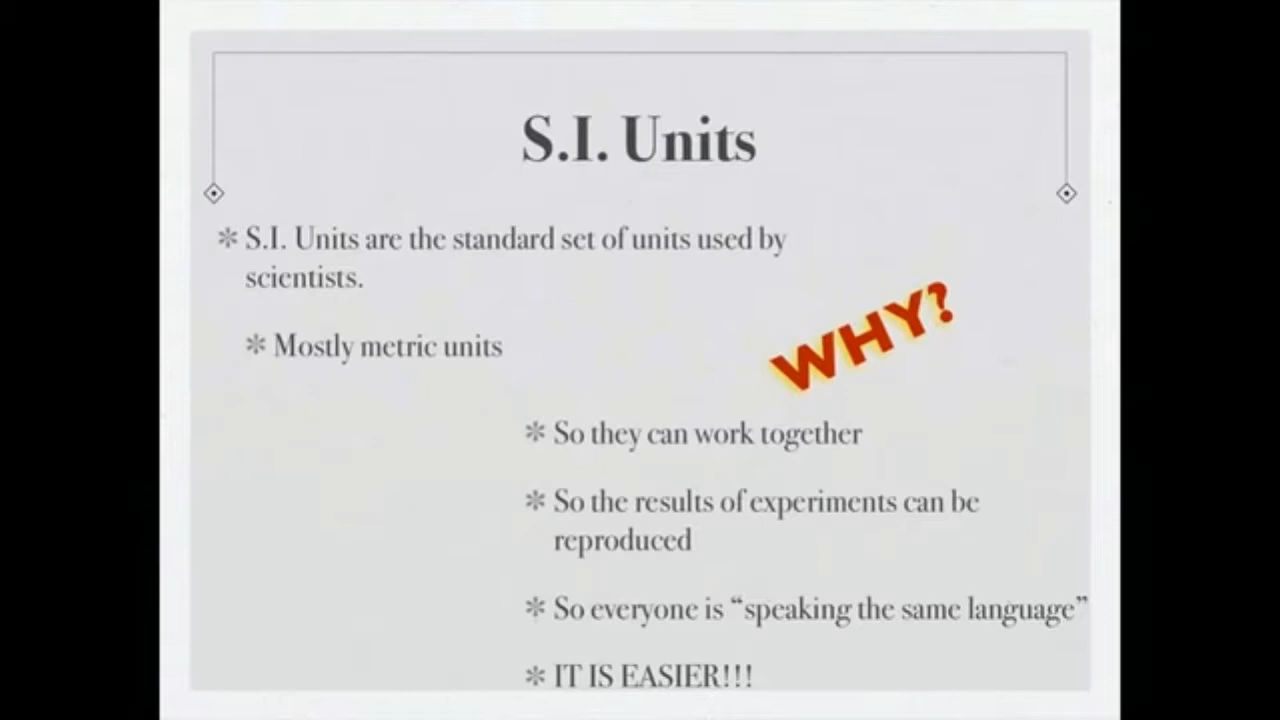 S.I. Units
* S.I. Units are the standard set of units used by
scientists.
* Mostly metric units
WHY?
* So they can work together
* So the results of experiments can be
reproduced
* So everyone is “speaking the same language”
* IT IS EASIER!!!